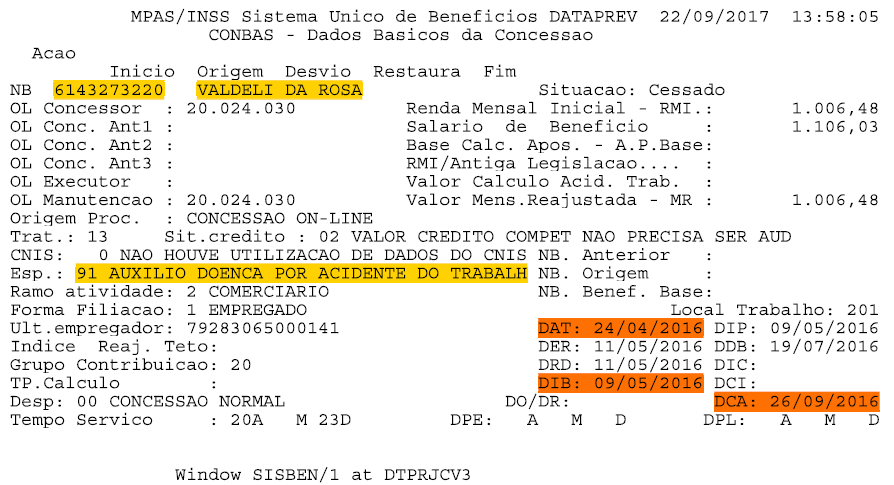 MPAS/INSS Sistema Unico de Beneficios DATAPREV 22/09/2017 13:58:05
CONBAS - Dados Basicos da Concessao
Acao
Inicio Origem Desvio Restaura Fim
NB 6143273220 VALDELI DA ROSA Situacao: Cessado
OL Concessor : 20.024.030 Renda Mensal Inicial - RMI.: 1.006,48
OL Conc. Ant1 : Salario de Beneficio : 1.106,03
OL Conc. Ant2 : Base Calc. Apos. - A.P.Base:
OL Conc. Ant3 : RMI/Antiga Legislacao.... :
OL Executor : Valor Calculo Acid. Trab. :
OL Manutencao : 20.024.030 Valor Mens.Reajustada - MR : 1.006,48
Origem Proc. : CONCESSAO ON-LINE
Trat.: 13 Sit.credito : 02 VALOR CREDITO COMPET NAO PRECISA SER AUD
CNIS: 0 NAO HOUVE UTILIZACAO DE DADOS DO CNIS NB. Anterior :
Esp.: 91 AUXILIO DOENCA POR ACIDENTE DO TRABALH NB. Origem :
Ramo atividade: 2 COMERCIARIO NB. Benef. Base:
Forma Filiacao: 1 EMPREGADO Local Trabalho: 201
Ult.empregador: 79283065000141 DAT: 24/04/2016 DIP: 09/05/2016
Indice Reaj. Teto: DER: 11/05/2016 DDB: 19/07/2016
Grupo Contribuicao: 20 DRD: 11/05/2016 DIC:
TP.Calculo : DIB: 09/05/2016 DCI:
Desp: 00 CONCESSAO NORMAL DO/DR: DCA: 26/09/2016
Tempo Servico : 20A M 23D DPE: A M D DPL: A M D
Window SISBEN/1 at DTPRJCV3